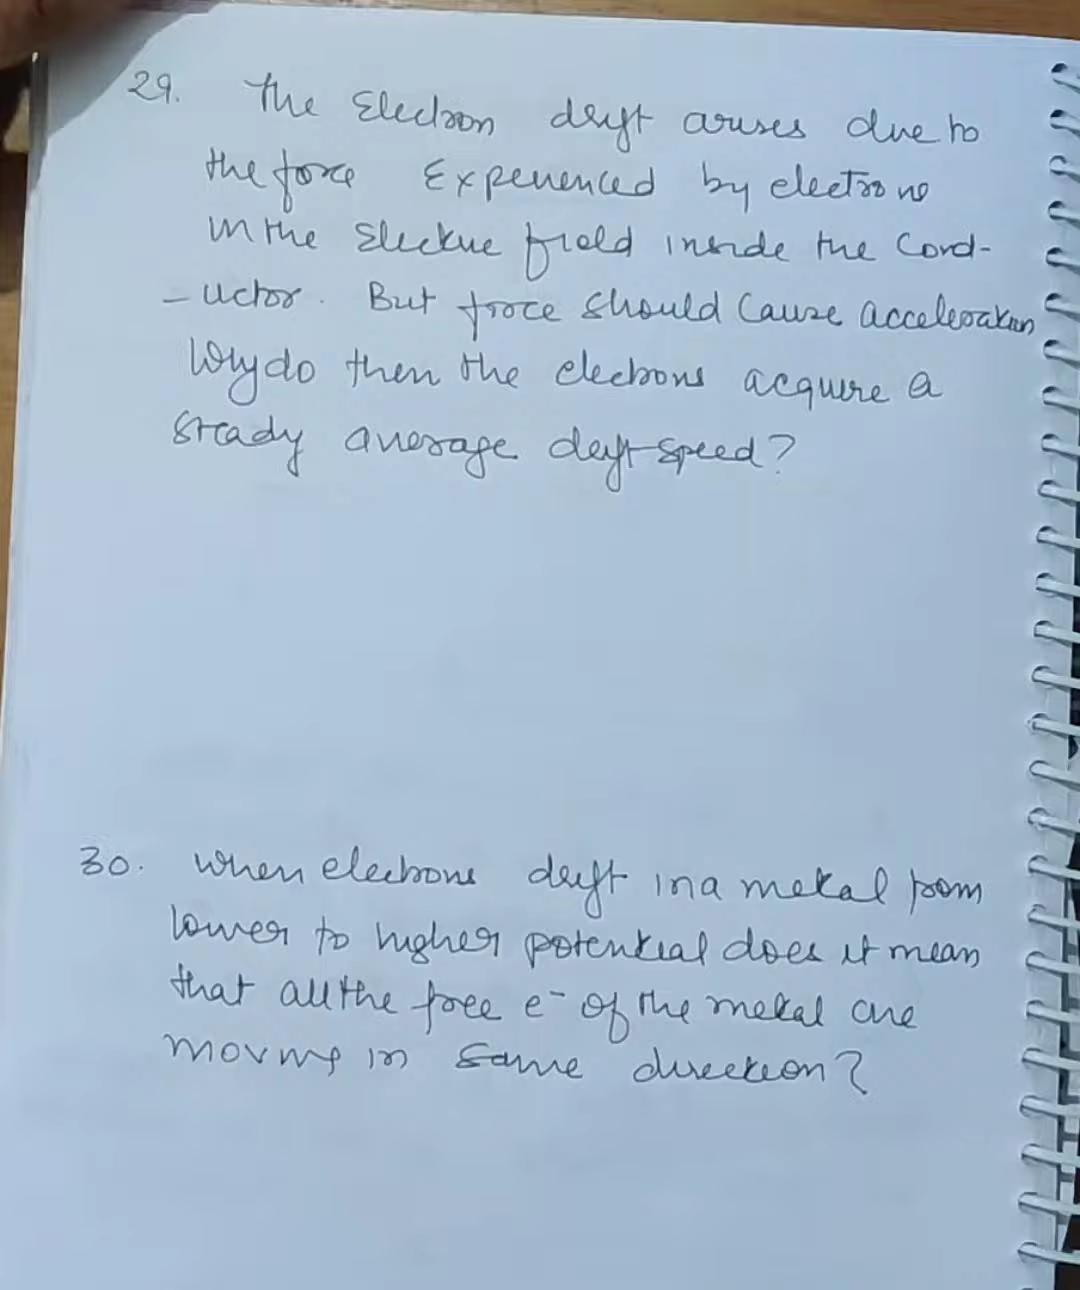 29. The Electron drift arises due to
the force Experienced by electrons
in the Electric field inside the Cond-
- uctor. But force should Cause acceleration
Why do then the electrons acquire a
steady average drift speed?
30. When electrons drift in a metal from
lower to higher potential does it mean
that all the free e⁻ of the metal are
moving in same direction?